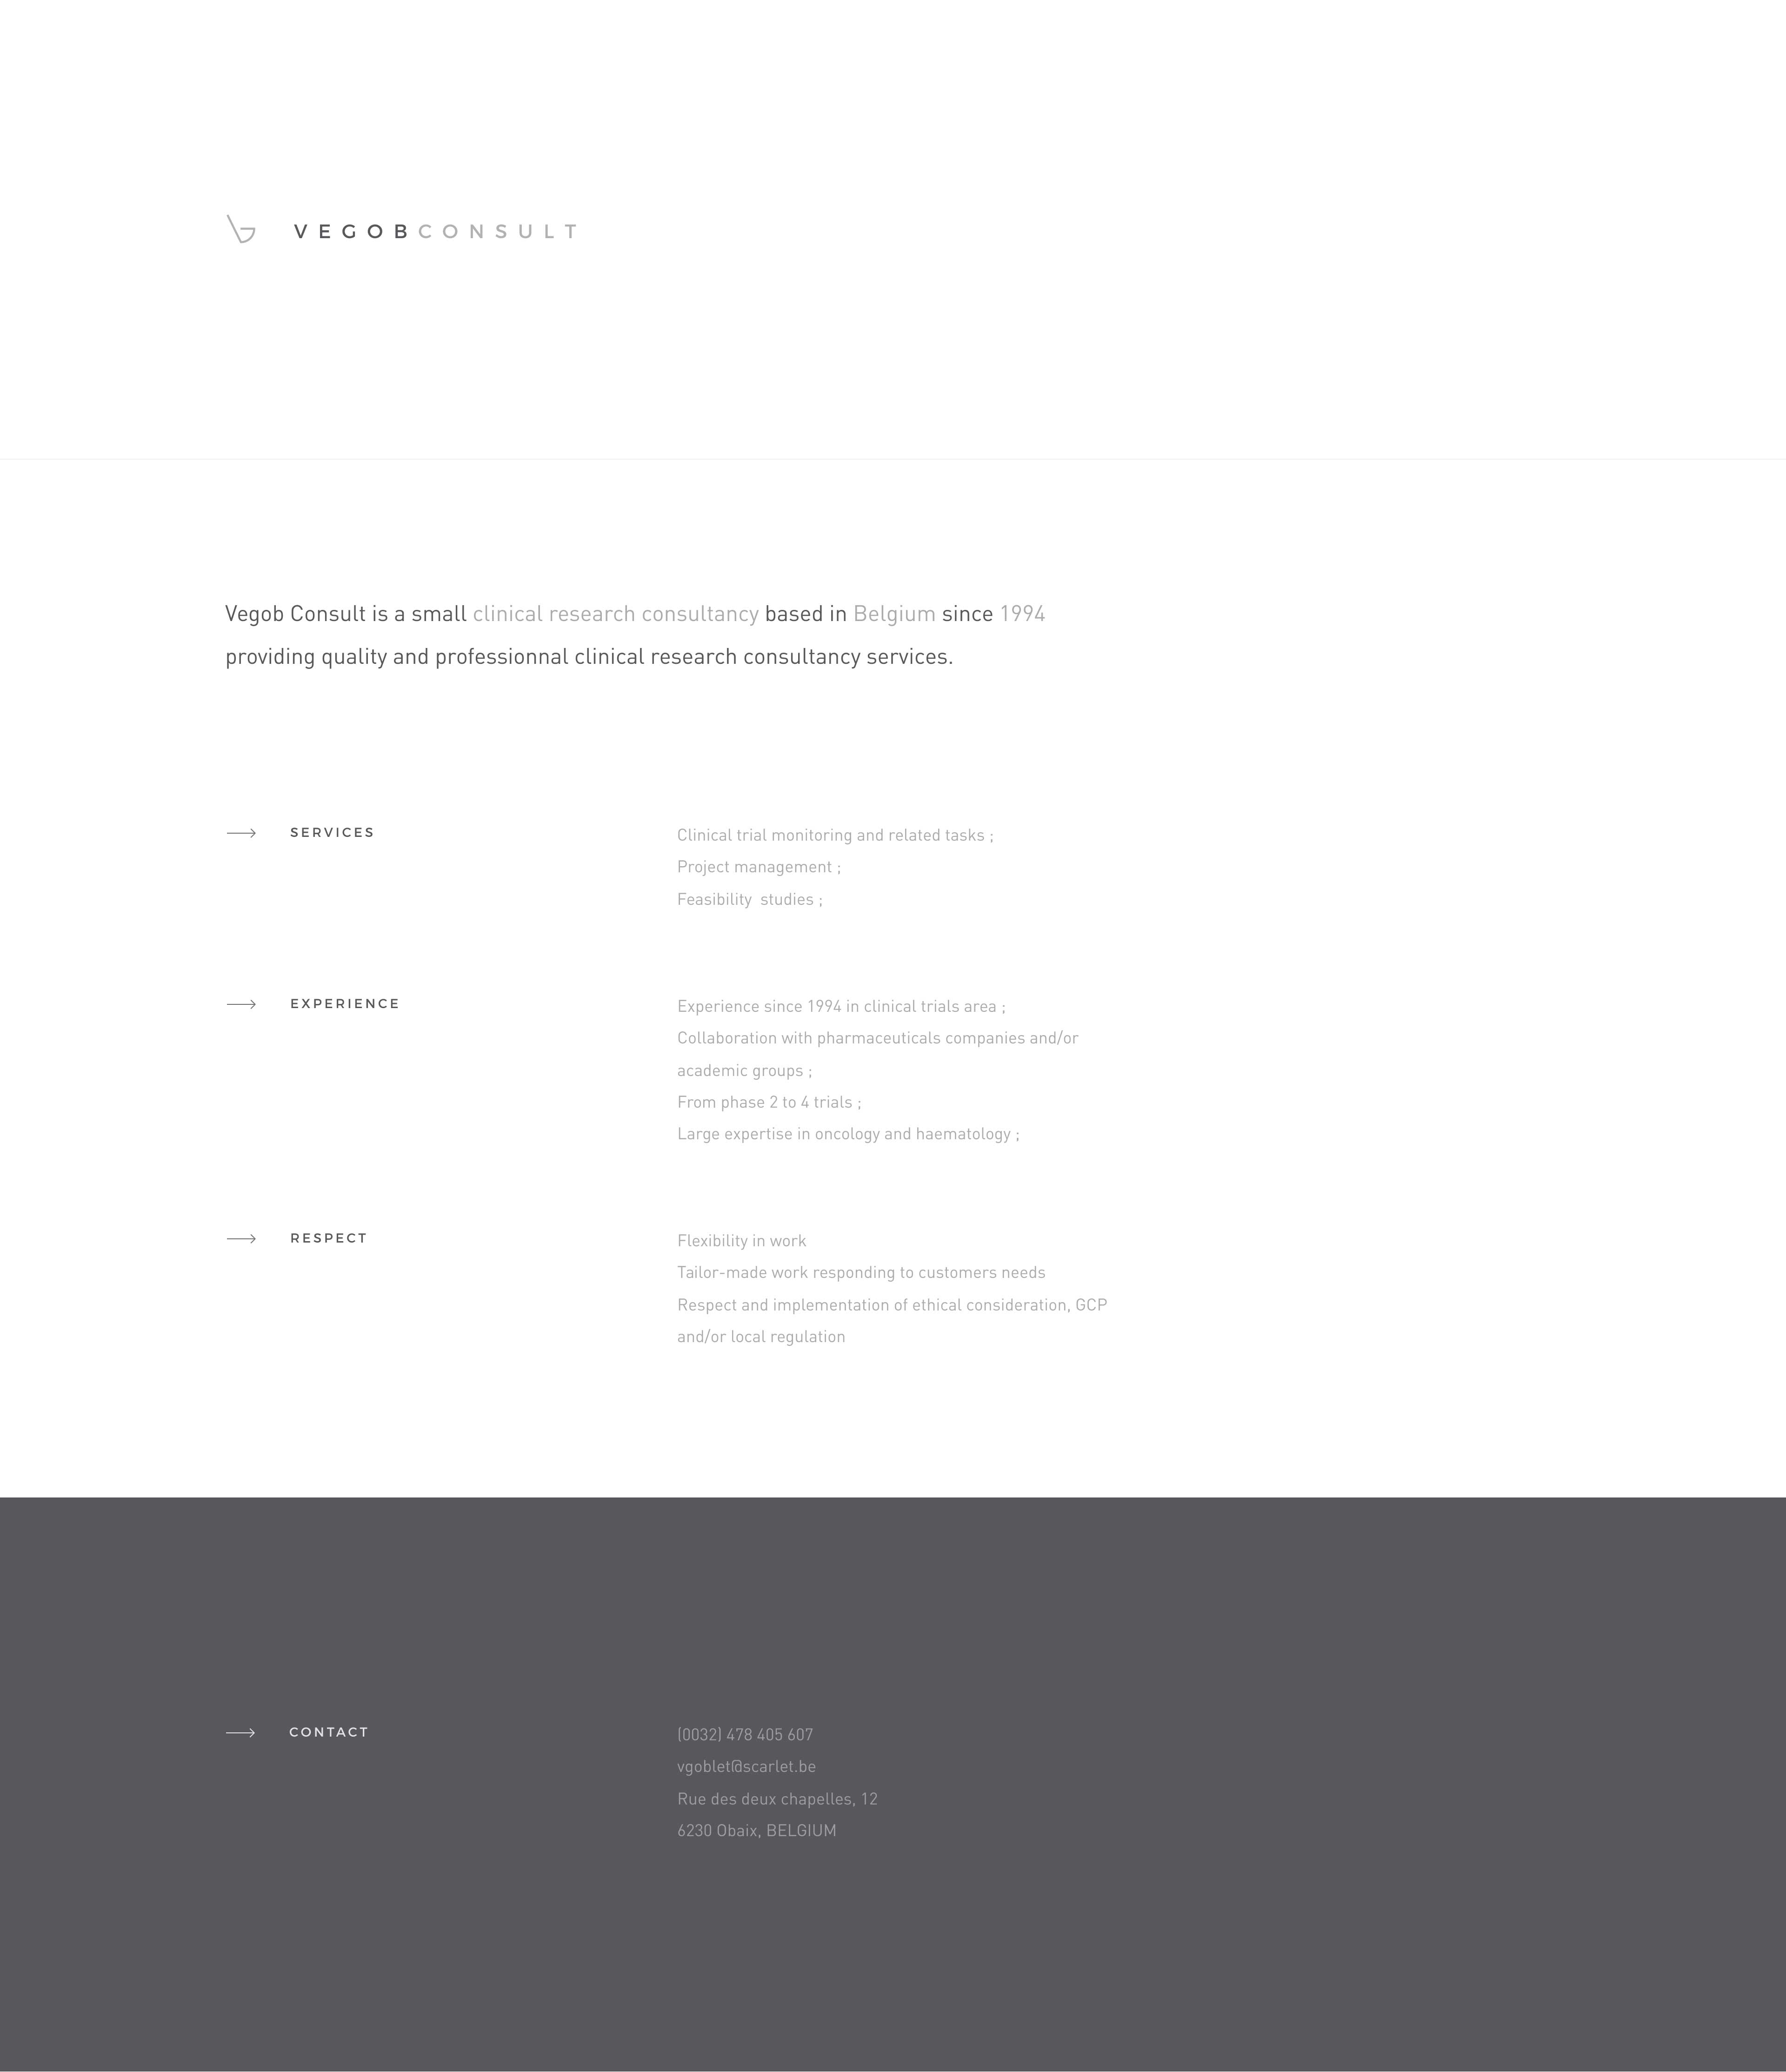 VEGOBCONSULT
Vegob Consult is a small clinical research consultancy based in Belgium since 1994
providing quality and professionnal clinical research consultancy services.
SERVICES
Clinical trial monitoring and related tasks ;
Project management ;
Feasibility  studies ;
EXPERIENCE
Experience since 1994 in clinical trials area ;
Collaboration with pharmaceuticals companies and/or
academic groups ;
From phase 2 to 4 trials ;
Large expertise in oncology and haematology ;
RESPECT
Flexibility in work
Tailor-made work responding to customers needs
Respect and implementation of ethical consideration, GCP
and/or local regulation
CONTACT
(0032) 478 405 607
vgoblet@scarlet.be
Rue des deux chapelles, 12
6230 Obaix, BELGIUM